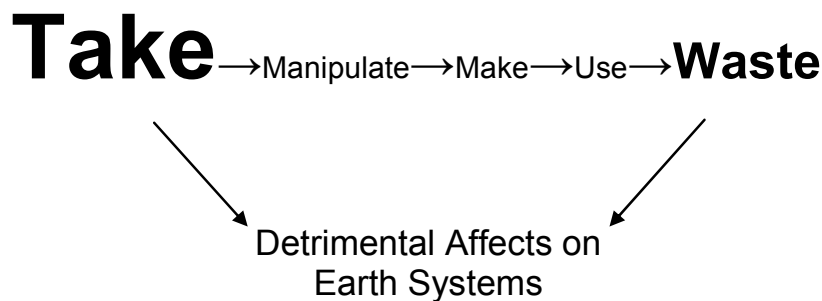 Take→Manipulate→Make→Use→Waste
Detrimental Affects on
Earth Systems